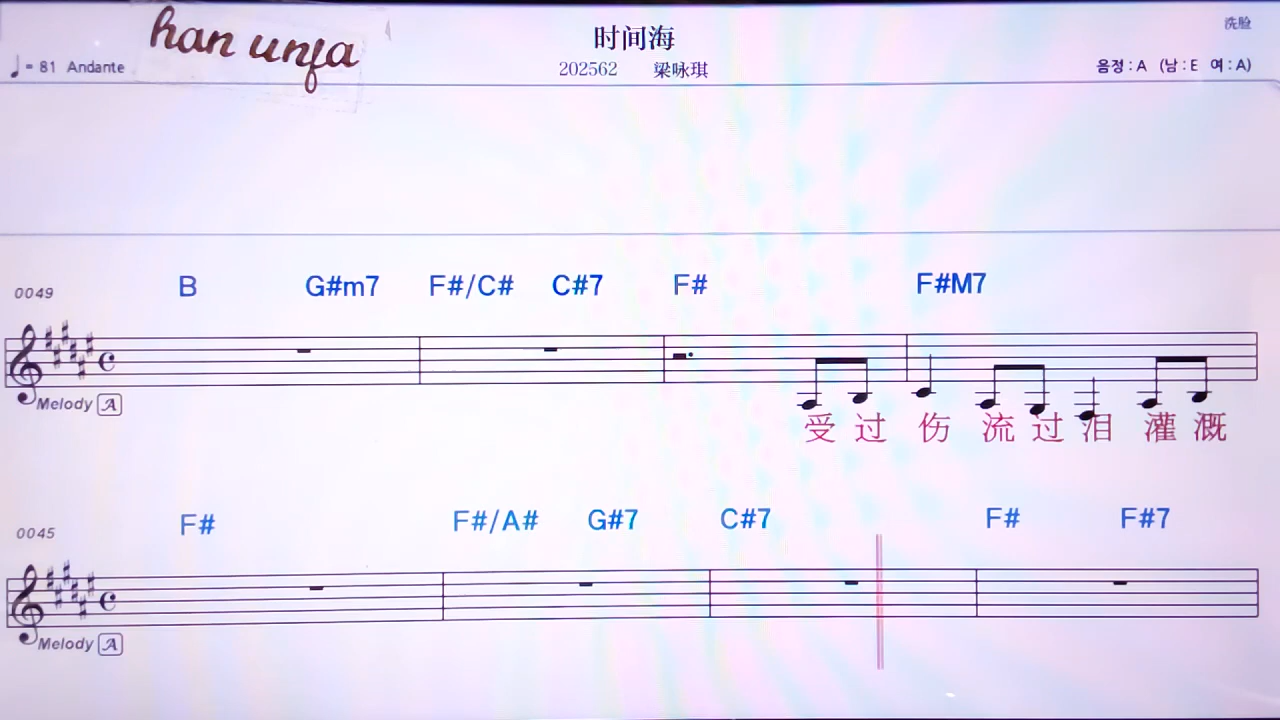 han unfa
时间海
洗脸
= 81 Andante
202562 梁咏琪
음정 : A (남 : E 여 : A)
0049
B G#m7 F#/C# C#7 F# F#M7
Melody A
受 过 伤 流 过 泪 灌 溉
0045
F# F#/A# G#7 C#7 F# F#7
Melody A